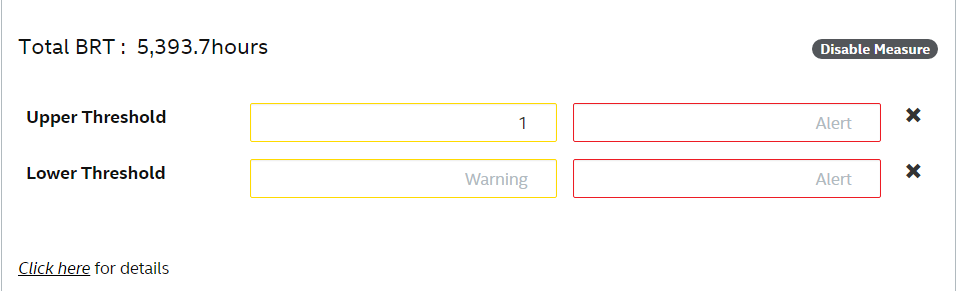 Total BRT :  5,393.7hours
Disable Measure
Upper Threshold
1
Alert
Lower Threshold
Warning
Alert
Click here for details